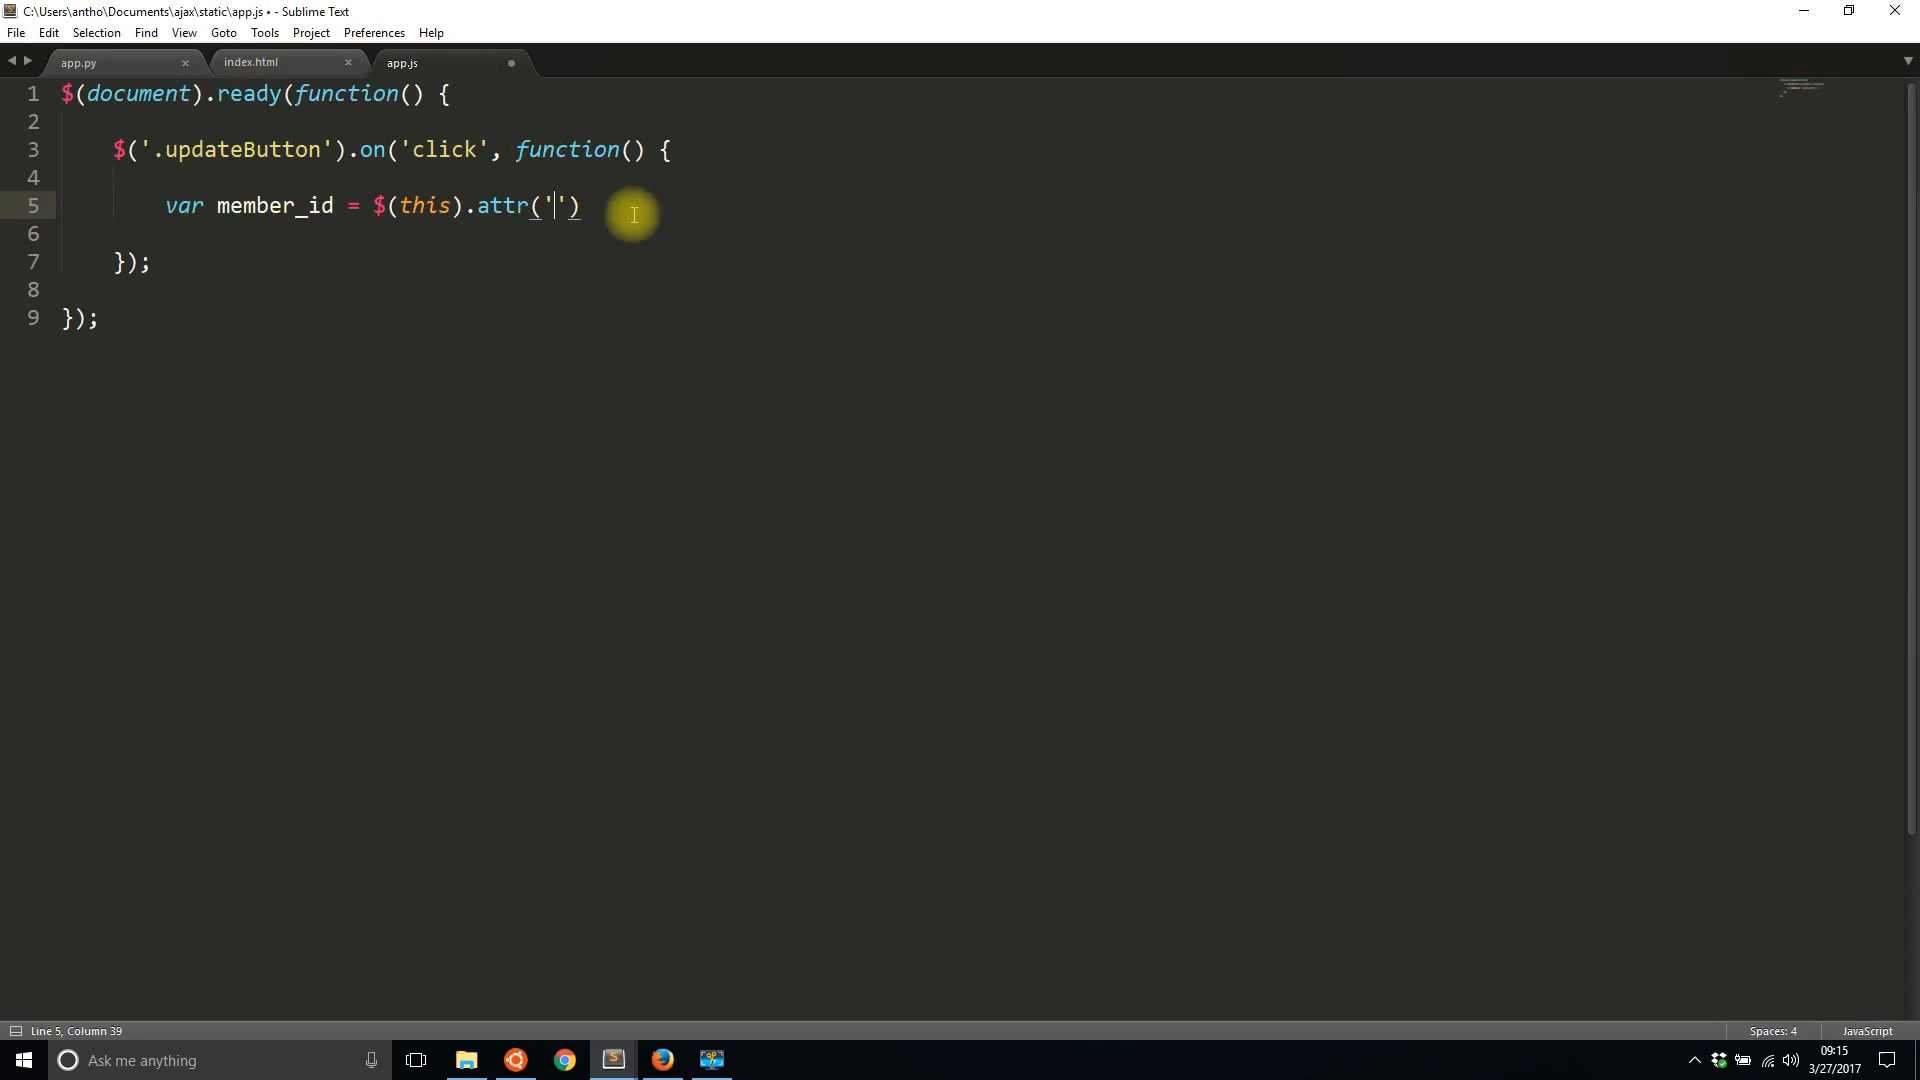 C:\Users\antho\Documents\ajax\static\app.js • - Sublime Text
File Edit Selection Find View Goto Tools Project Preferences Help
app.py index.html app.js
1 $(document).ready(function() {
2
3 $('.updateButton').on('click', function() {
4
5 var member_id = $(this).attr('')
6
7 });
8
9 });
Line 5, Column 39 Spaces: 4 JavaScript
Ask me anything 09:15
3/27/2017